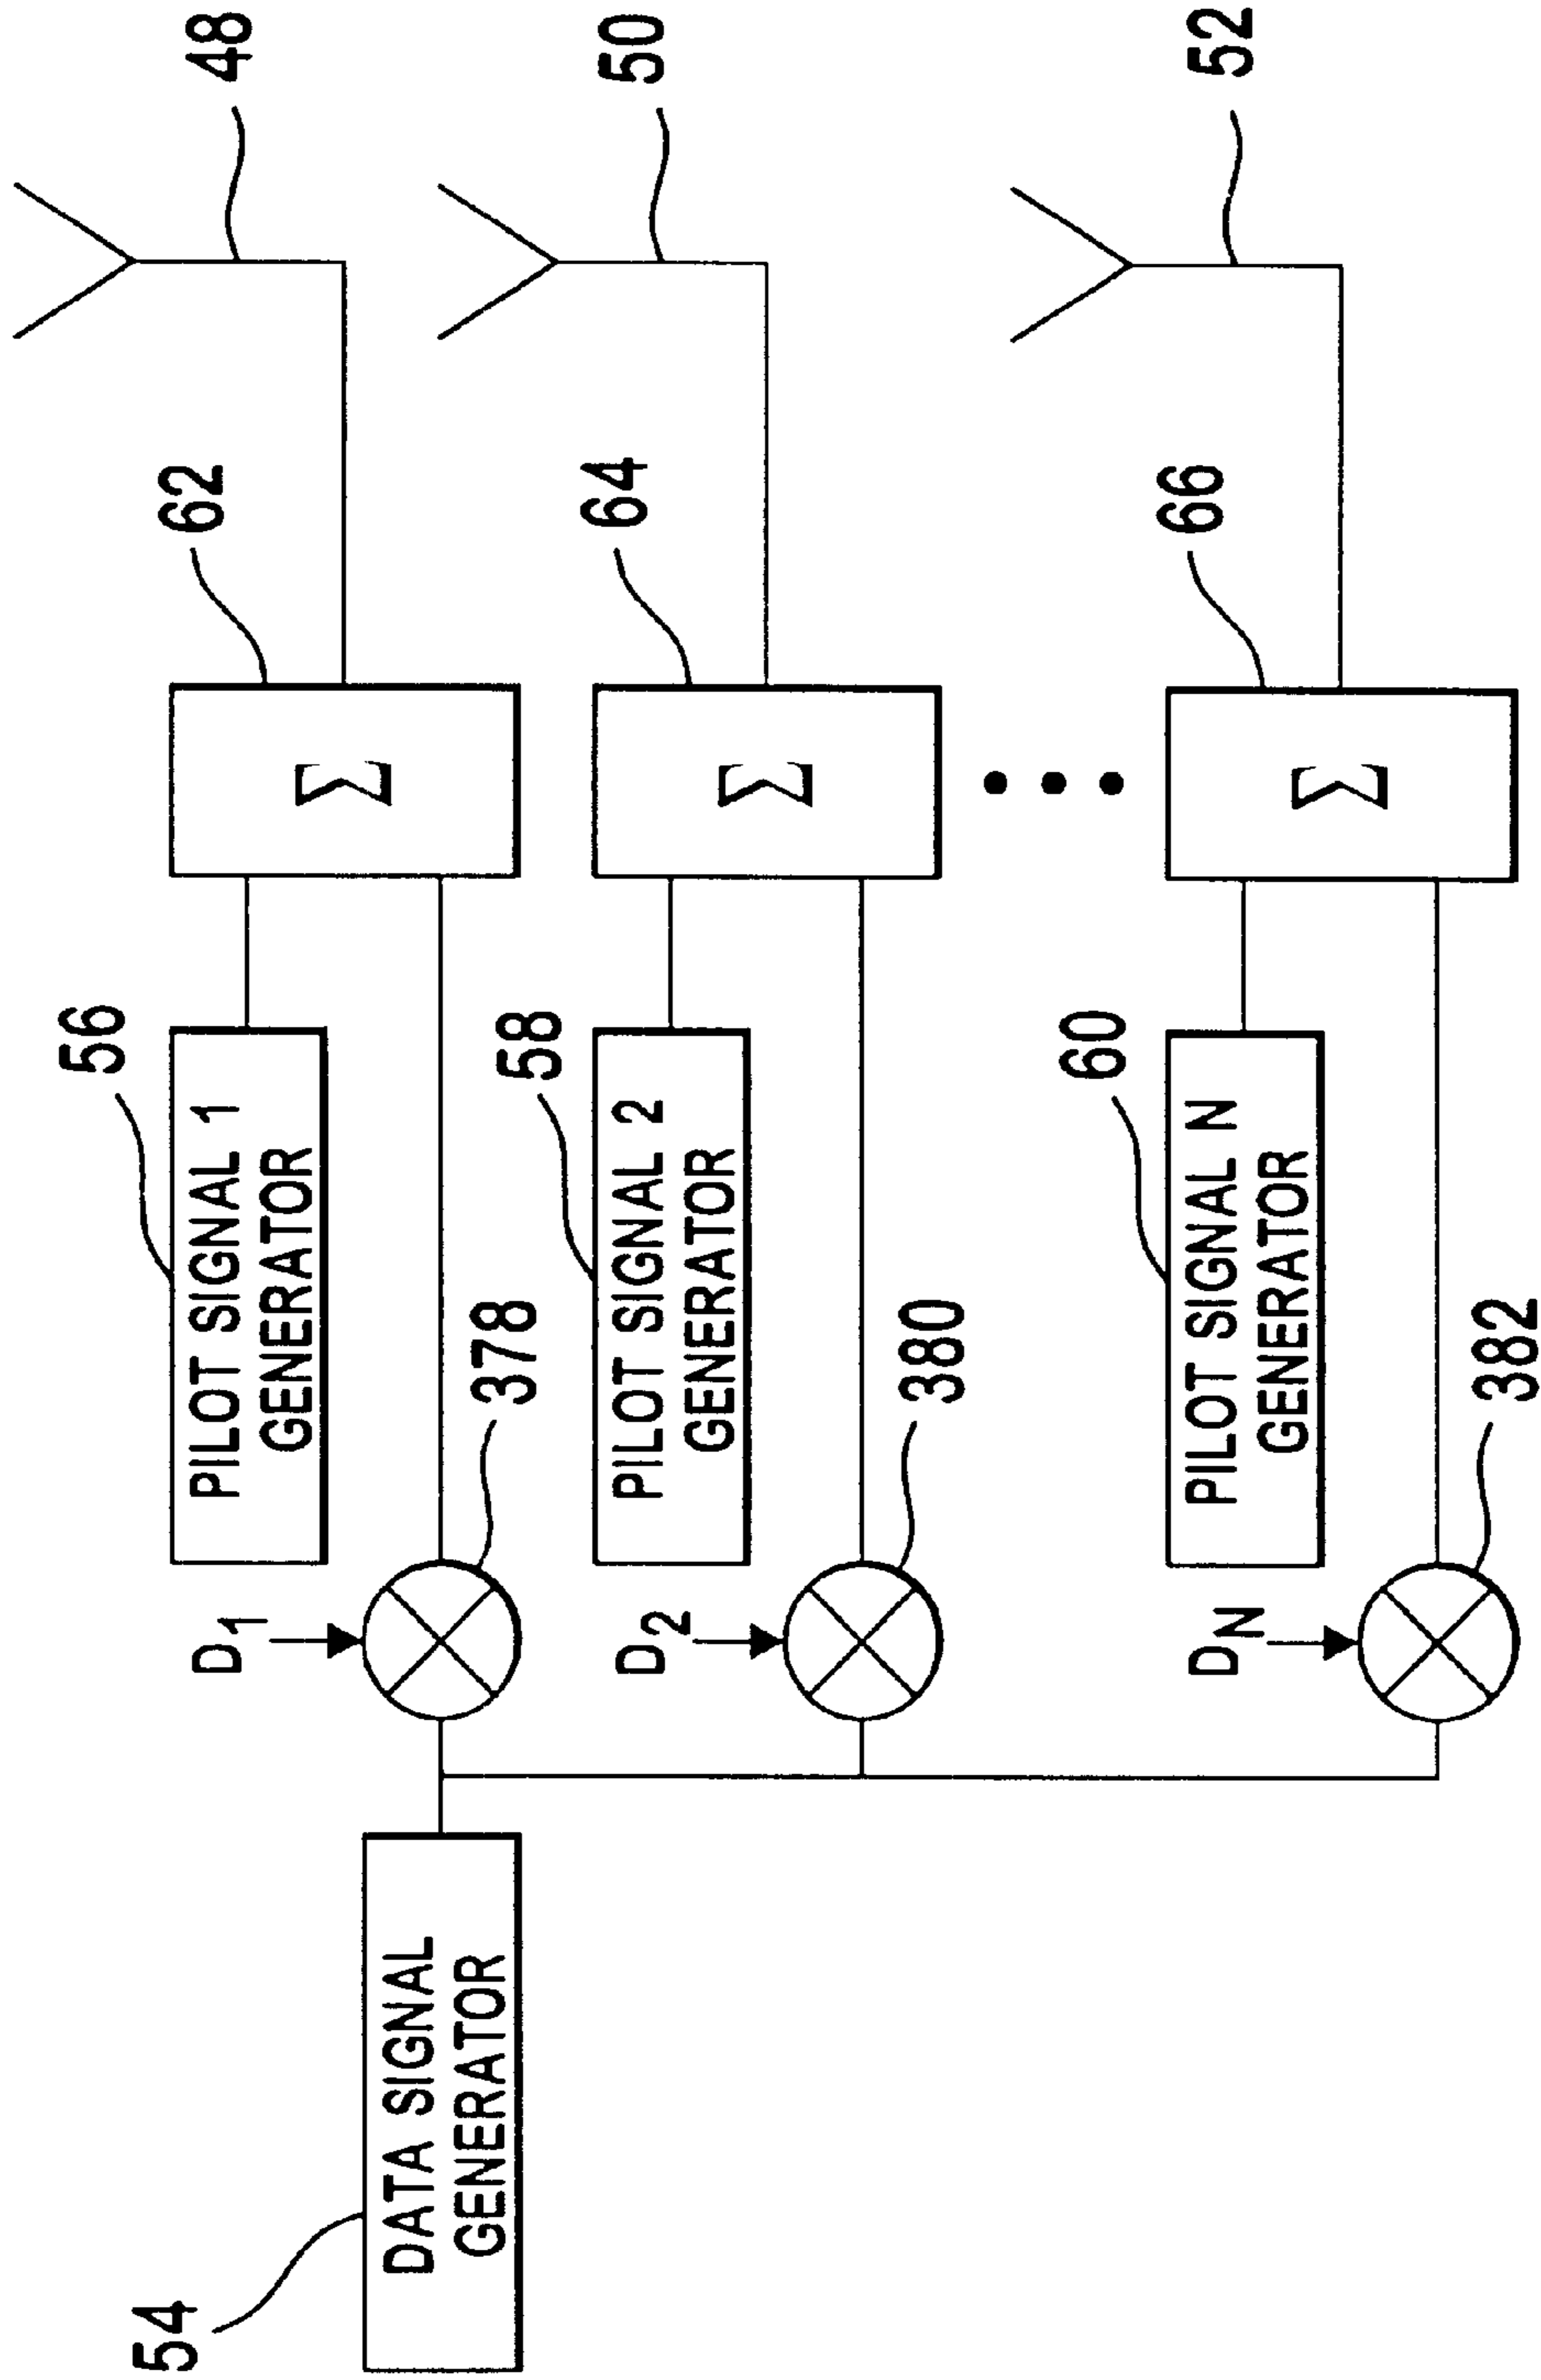 54
DATA SIGNAL
GENERATOR
D1
378
56
PILOT SIGNAL 1
GENERATOR
Σ
62
48
D2
380
58
PILOT SIGNAL 2
GENERATOR
Σ
64
50
DN
382
60
PILOT SIGNAL N
GENERATOR
Σ
66
52